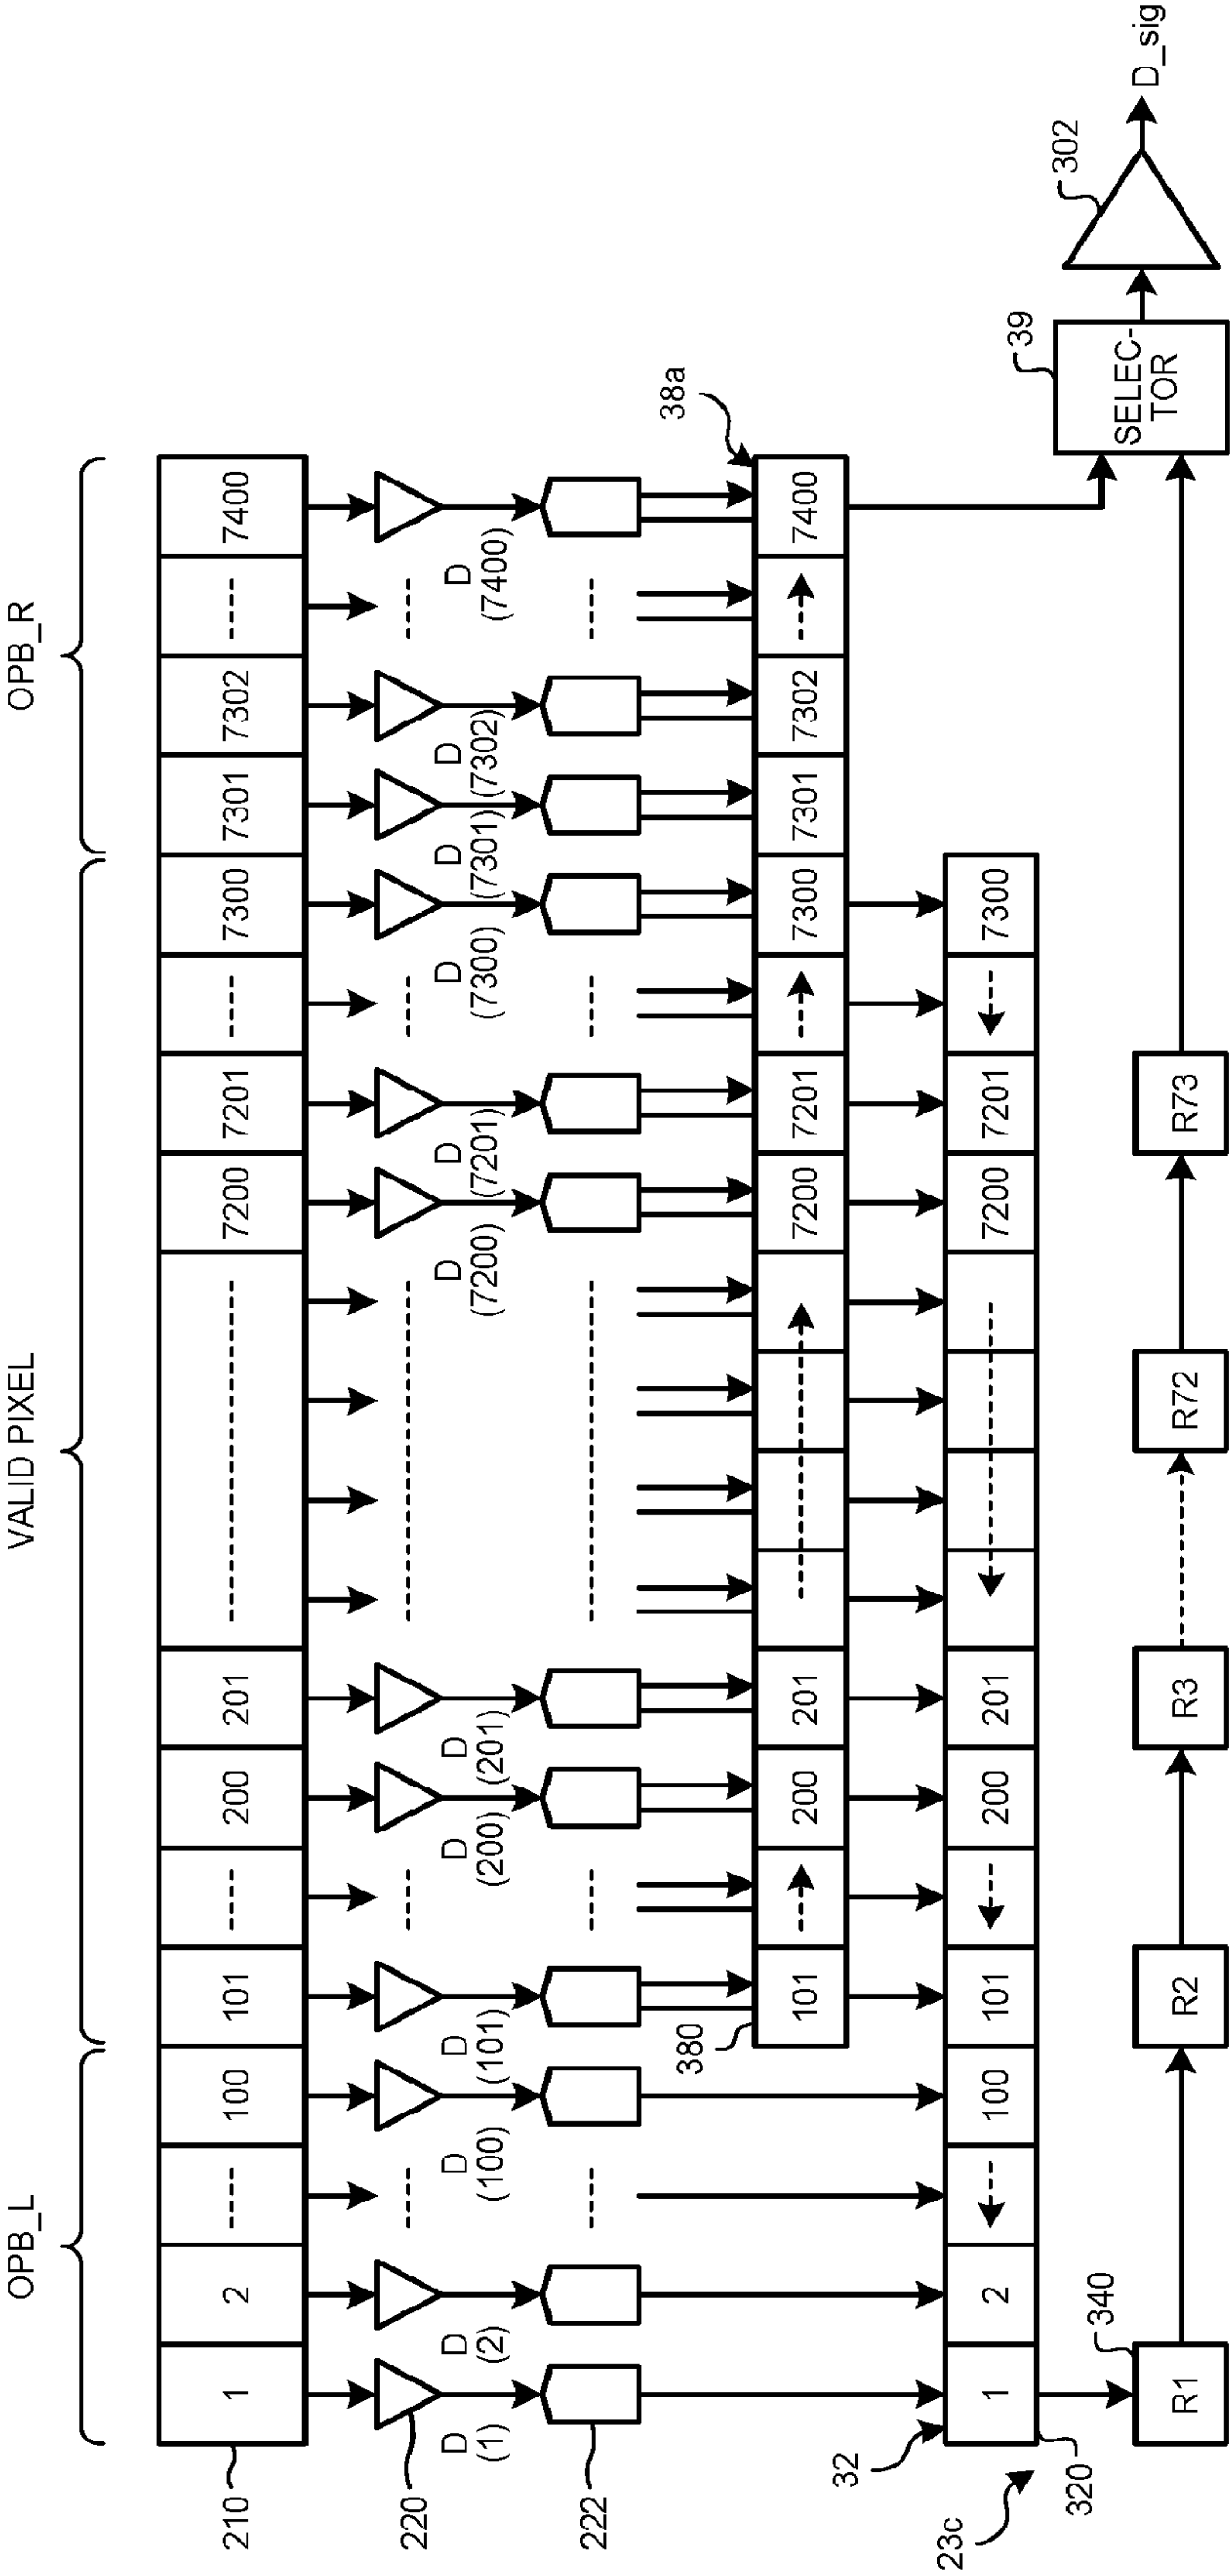 OPB_L
VALID PIXEL
OPB_R
210
1
2
100
101
200
201
7200
7201
7300
7301
7302
7400
220
D
(1)
D
(2)
D
(100)
D
(101)
D
(200)
D
(201)
D
(7200)
D
(7201)
D
(7300)
D
(7301)
D
(7302)
D
(7400)
222
380
101
200
201
7200
7201
7300
7301
7302
7400
38a
32
1
2
100
101
200
201
7200
7201
7300
23c
320
340
R1
R2
R3
R72
R73
39
SELEC-
TOR
302
D_sig